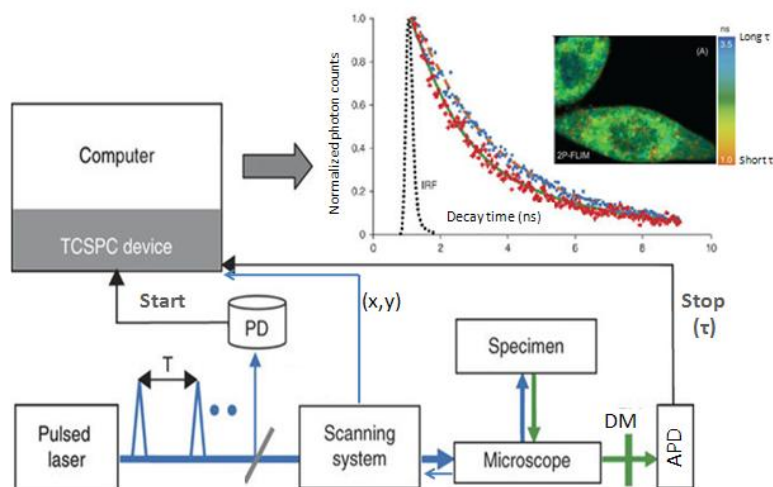 ns
Long τ
3.5
(A)
2P-FLIM
1.0
Short τ
Normalized photon counts
1.0
0.8
0.6
0.4
0.2
0
IRF
Decay time (ns)
0
2
4
6
8
10
Computer
TCSPC device
Start
PD
(x,y)
Stop
(τ)
T
Specimen
DM
Pulsed
laser
Scanning
system
Microscope
APD